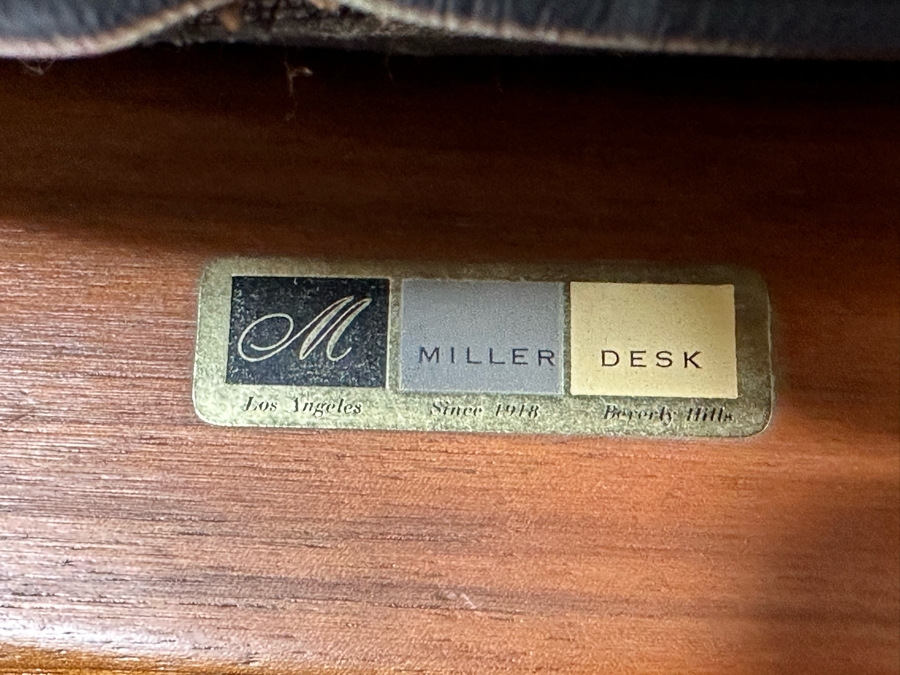 M MILLER DESK
Los Angeles Since 1918 Beverly Hills